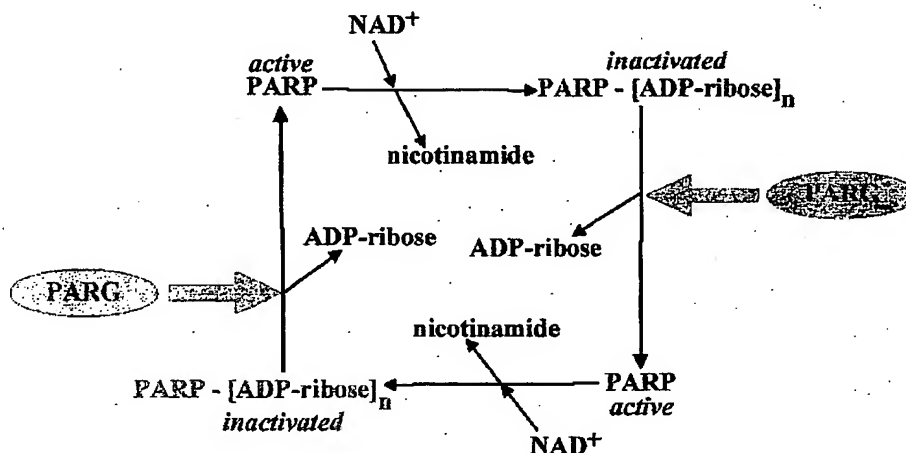 NAD+
active
PARP
inactivated
PARP - [ADP-ribose]n
nicotinamide
PARG
ADP-ribose
ADP-ribose
PARG
nicotinamide
PARP - [ADP-ribose]n
inactivated
PARP
active
NAD+